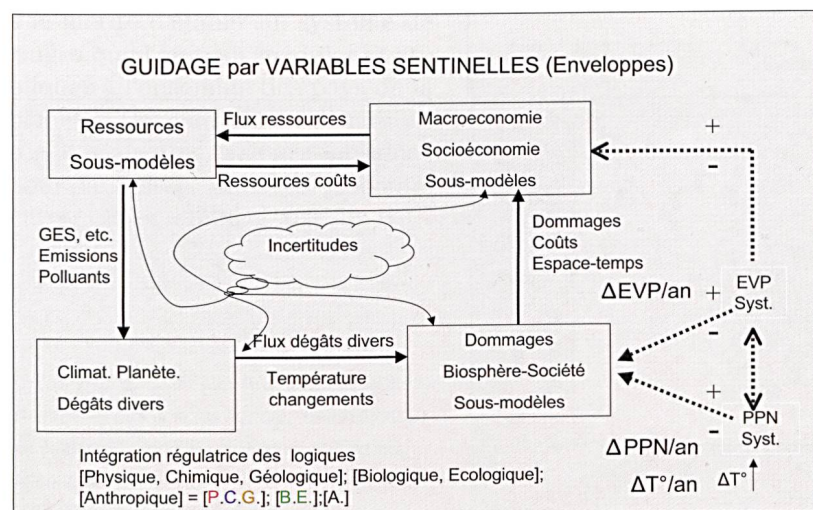 GUIDAGE par VARIABLES SENTINELLES (Enveloppes)
Ressources
Sous-modèles
Flux ressources
Ressources coûts
Macroeconomie
Socioéconomie
Sous-modèles
+
-
GES, etc.
Emissions
Polluants
Incertitudes
Dommages
Coûts
Espace-temps
ΔEVP/an
+
-
EVP
Syst.
Climat. Planète.
Dégâts divers
Flux dégâts divers
Température
changements
Dommages
Biosphère-Société
Sous-modèles
+
-
PPN
Syst.
ΔPPN/an
ΔT°/an
ΔT°
Intégration régulatrice des logiques
[Physique, Chimique, Géologique]; [Biologique, Ecologique];
[Anthropique] = [P.C.G.]; [B.E.];[A.]